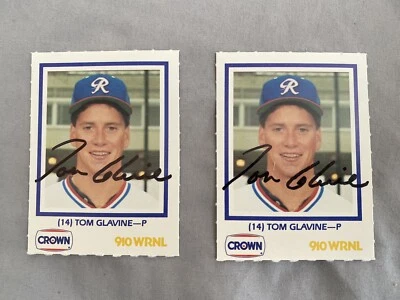 R
Tom Glavine
(14) TOM GLAVINE—P
CROWN
910 WRNL
R
Tom Glavine
(14) TOM GLAVINE—P
CROWN
910 WRNL